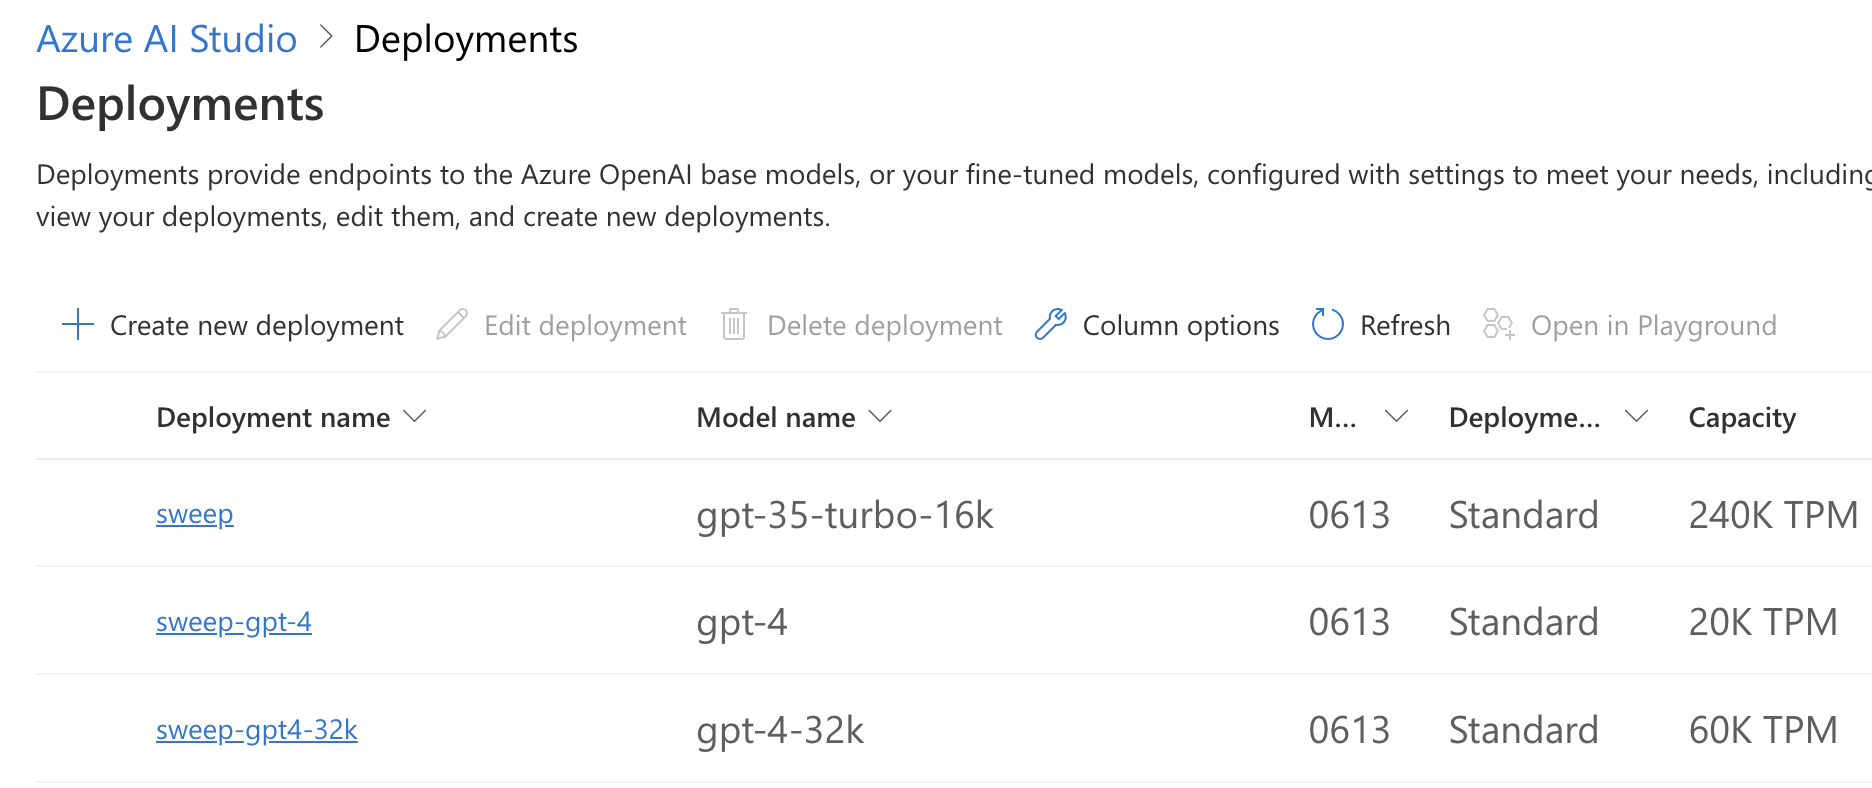 Azure AI Studio > Deployments
Deployments
Deployments provide endpoints to the Azure OpenAI base models, or your fine-tuned models, configured with settings to meet your needs, including
view your deployments, edit them, and create new deployments.
Create new deployment Edit deployment Delete deployment Column options Refresh Open in Playground
Deployment name Model name M... Deployme... Capacity
sweep gpt-35-turbo-16k 0613 Standard 240K TPM
sweep-gpt-4 gpt-4 0613 Standard 20K TPM
sweep-gpt4-32k gpt-4-32k 0613 Standard 60K TPM